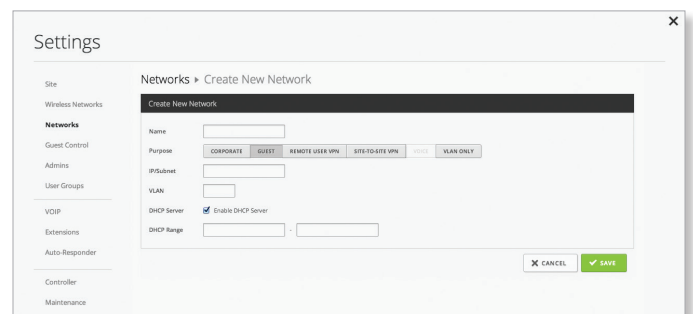 Settings
Site
Wireless Networks
Networks
Guest Control
Admins
User Groups
VOIP
Extensions
Auto-Responder
Controller
Maintenance
Networks ▸ Create New Network
Create New Network
Name
Purpose CORPORATE GUEST REMOTE USER VPN SITE-TO-SITE VPN VOICE VLAN ONLY
IP/Subnet
VLAN
DHCP Server Enable DHCP Server
DHCP Range -
CANCEL SAVE